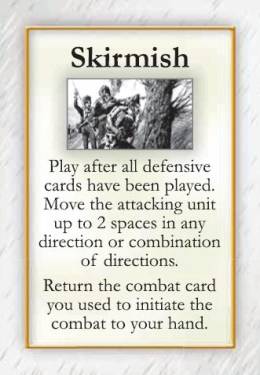 Skirmish
Play after all defensive
cards have been played.
Move the attacking unit
up to 2 spaces in any
direction or combination
of directions.
Return the combat card
you used to initiate the
combat to your hand.